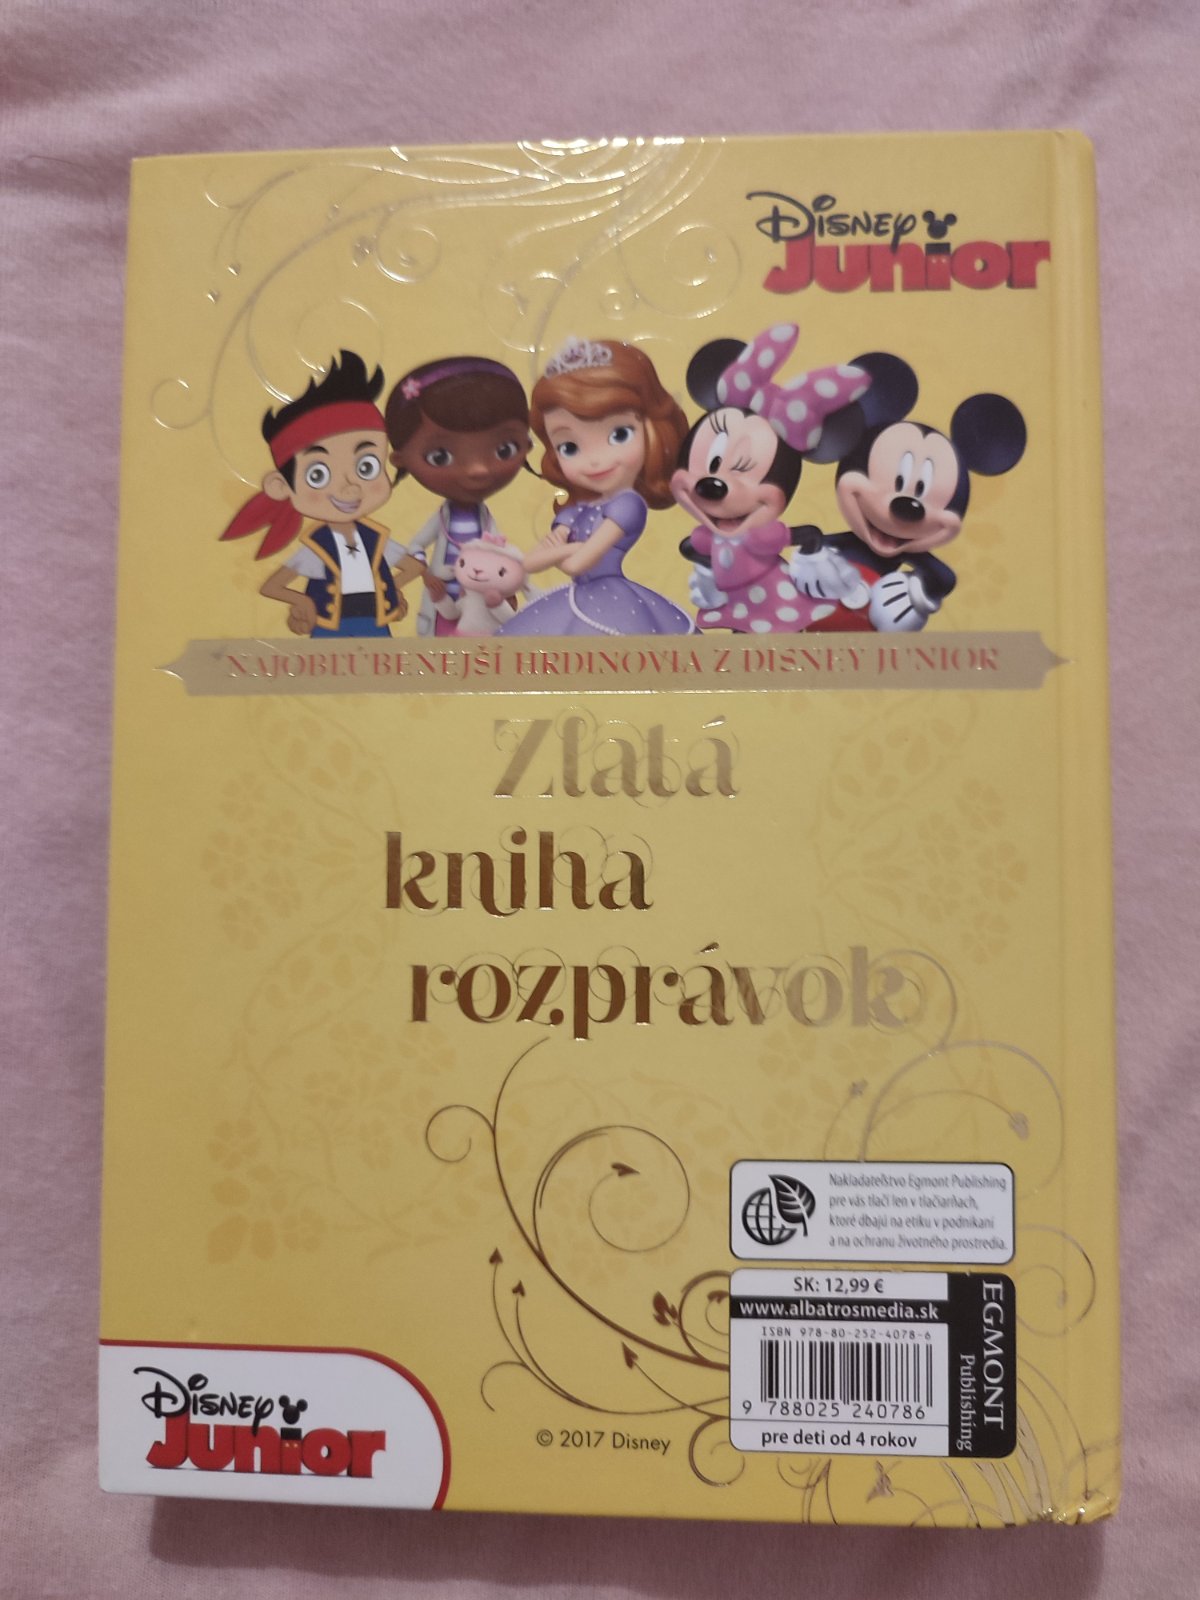 Disney
Junior
NAJOBĽÚBENEJŠÍ HRDINOVIA Z DISNEY JUNIOR
Zlatá
kniha
rozprávok
Nakladateľstvo Egmont Publishing
pre vás tlačí len v tlačiarňach,
ktoré dbajú na etiku v podnikaní
a na ochranu životného prostredia.
SK: 12,99 €
www.albatrosmedia.sk
ISBN 978-80-252-4078-6
9 788025 240786
pre deti od 4 rokov
EGMONT
Publishing
© 2017 Disney
Disney
Junior